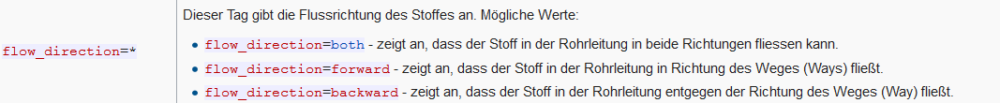 Dieser Tag gibt die Flussrichtung des Stoffes an. Mögliche Werte:
flow_direction=*
flow_direction=both - zeigt an, dass der Stoff in der Rohrleitung in beide Richtungen fliessen kann.
flow_direction=forward - zeigt an, dass der Stoff in der Rohrleitung in Richtung des Weges (Ways) fließt.
flow_direction=backward - zeigt an, dass der Stoff in der Rohrleitung entgegen der Richtung des Weges (Way) fließt.